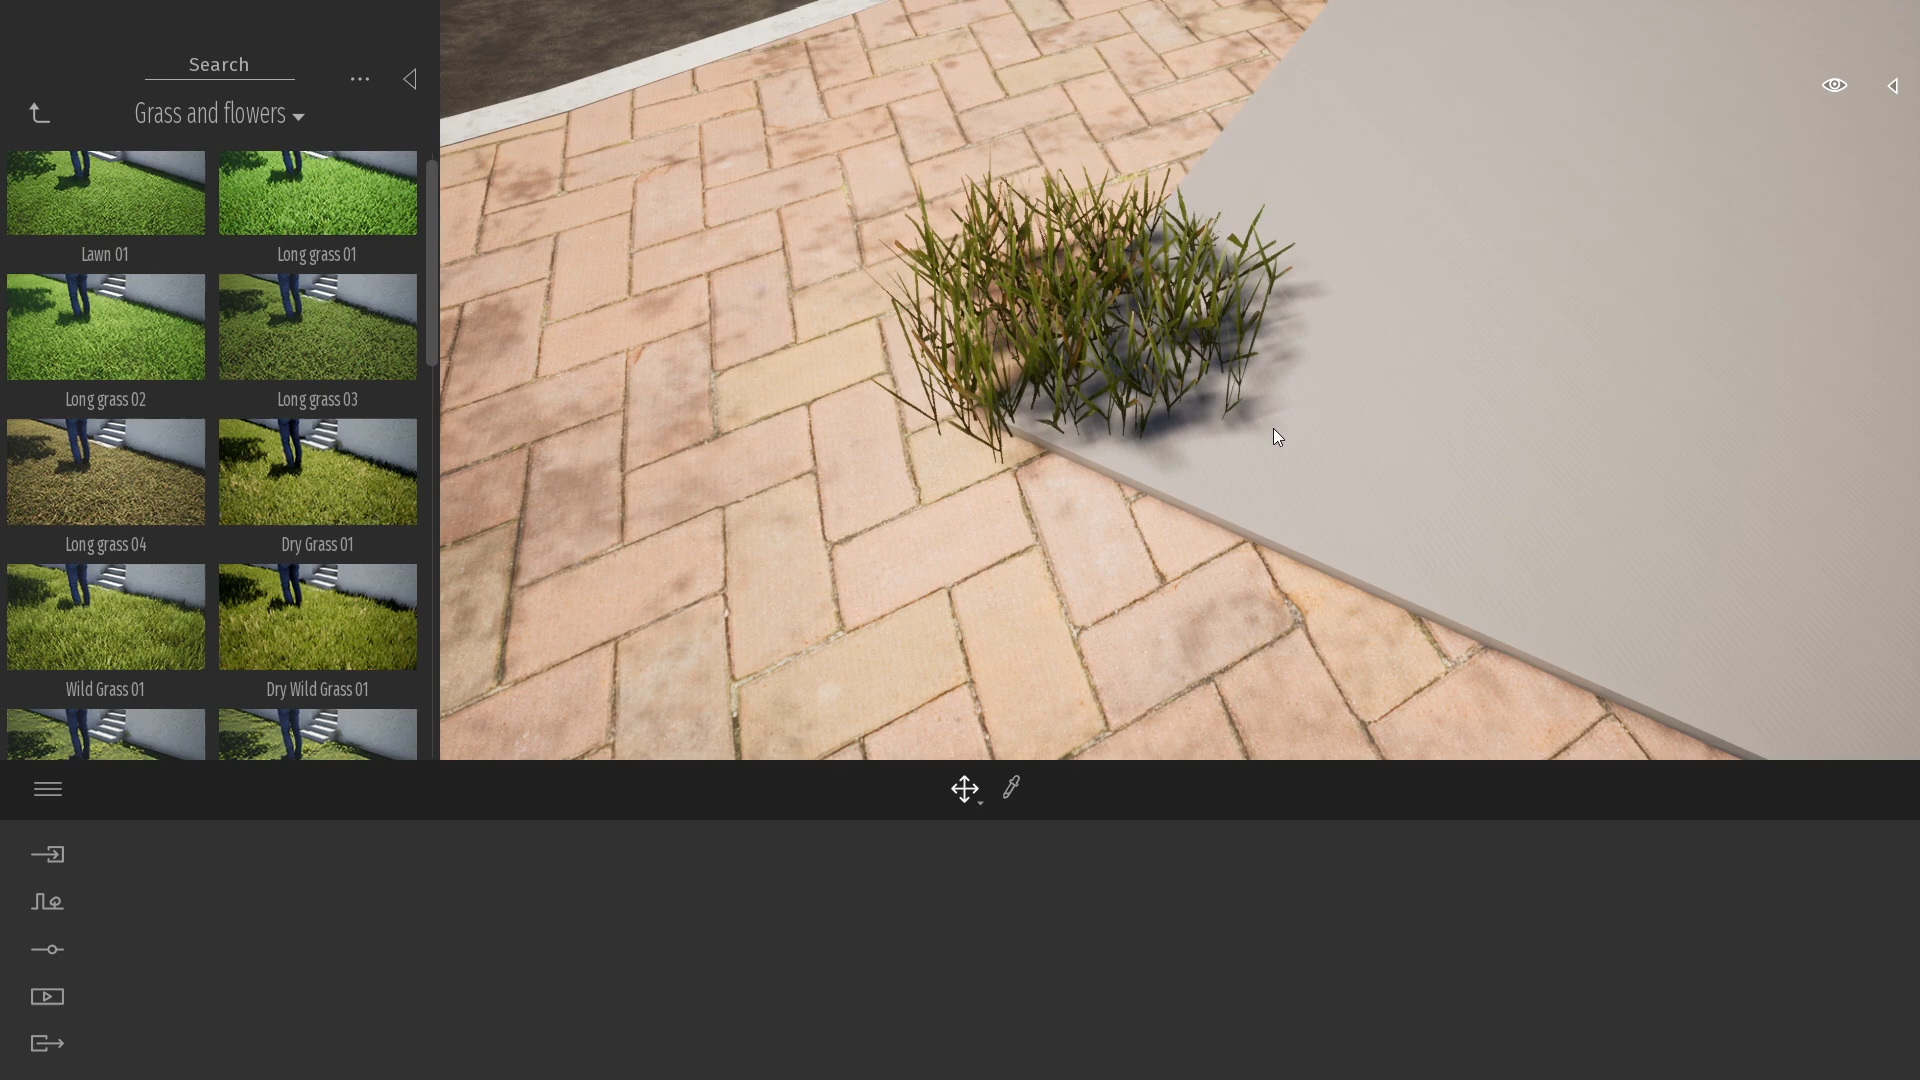 Search
...
Grass and flowers
Lawn 01
Long grass 01
Long grass 02
Long grass 03
Long grass 04
Dry Grass 01
Wild Grass 01
Dry Wild Grass 01